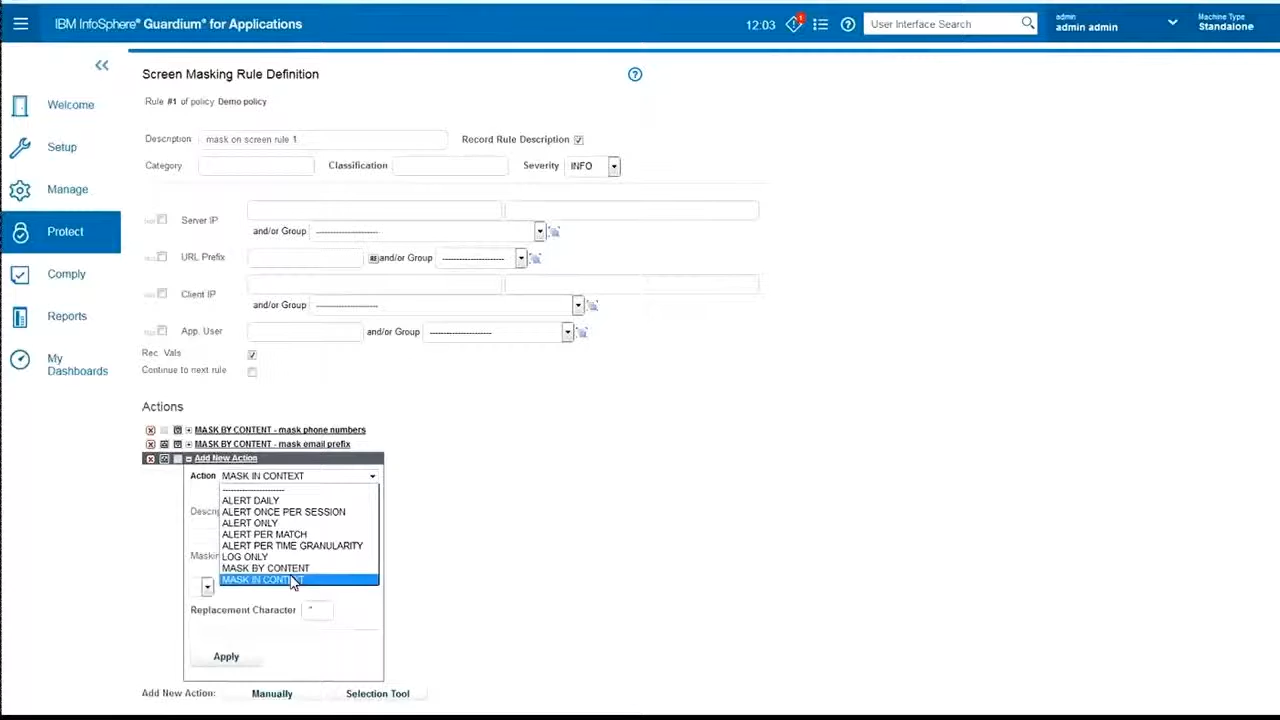 IBM InfoSphere® Guardium® for Applications
12:03
1
User Interface Search
admin
admin admin
Machine Type
Standalone
Screen Masking Rule Definition
Rule #1 of policy Demo policy
Welcome
Setup
Manage
Protect
Comply
Reports
My
Dashboards
Description mask on screen rule 1 Record Rule Description
Category Classification Severity INFO
Server IP
and/or Group --------------------
URL Prefix and/or Group --------------------
Client IP
and/or Group --------------------
App. User and/or Group --------------------
Rec. Vals
Continue to next rule
Actions
MASK BY CONTENT - mask phone numbers
MASK BY CONTENT - mask email prefix
Add New Action
Action MASK IN CONTEXT
--------------------
ALERT DAILY
ALERT ONCE PER SESSION
ALERT ONLY
ALERT PER MATCH
ALERT PER TIME GRANULARITY
LOG ONLY
MASK BY CONTENT
MASK IN CONTEXT
Descri
Maskin
Replacement Character *
Apply
Add New Action: Manually Selection Tool